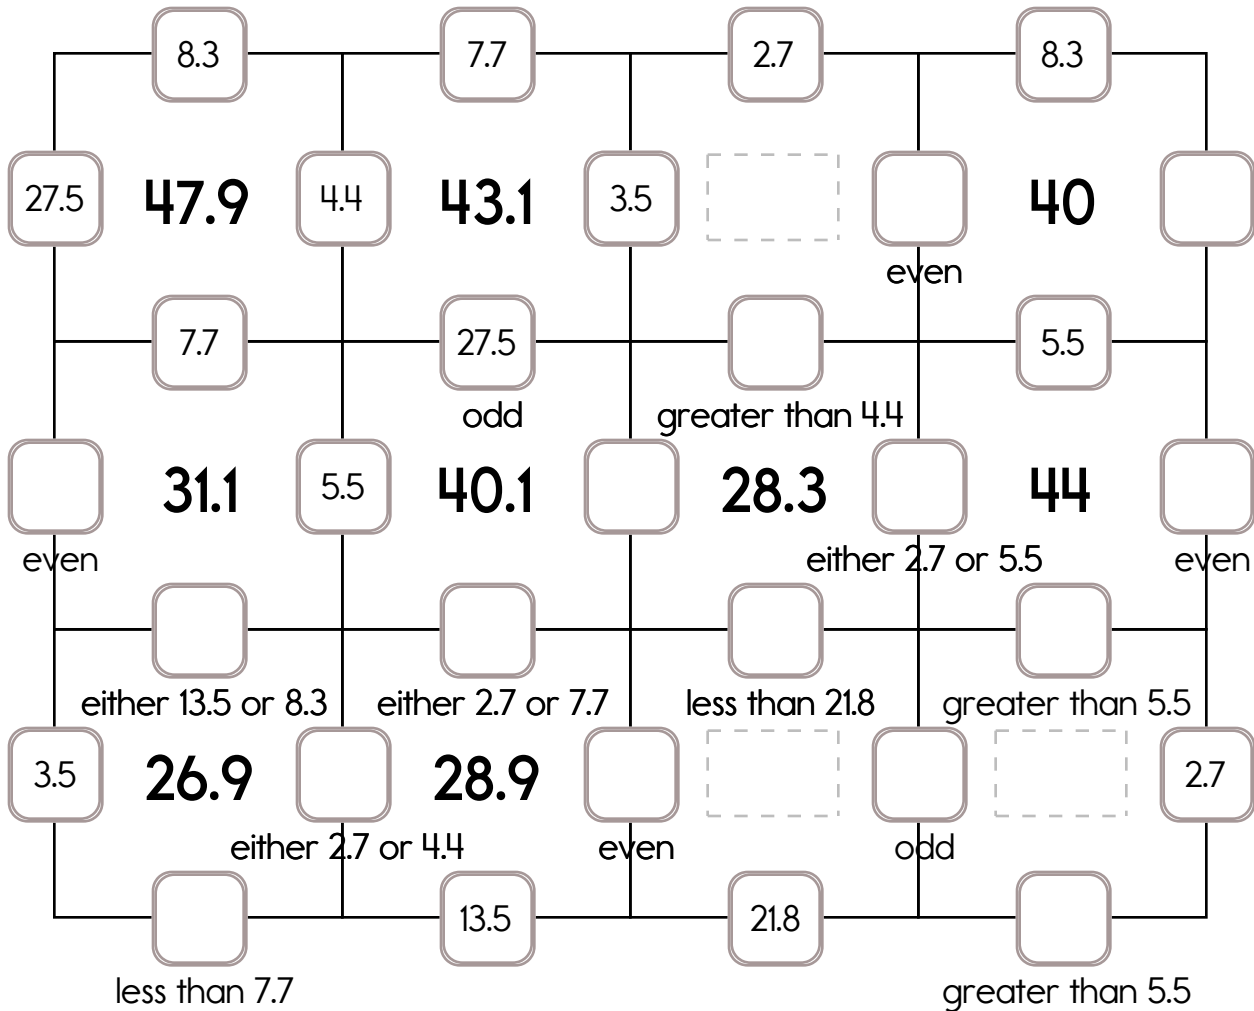 8.3 7.7 2.7 8.3
27.5 47.9 4.4 43.1 3.5 40
even
7.7 27.5 5.5
odd greater than 4.4
31.1 5.5 40.1 28.3 44
even either 2.7 or 5.5 even
either 13.5 or 8.3 either 2.7 or 7.7 less than 21.8 greater than 5.5
3.5 26.9 28.9 2.7
either 2.7 or 4.4 even odd
13.5 21.8
less than 7.7 greater than 5.5